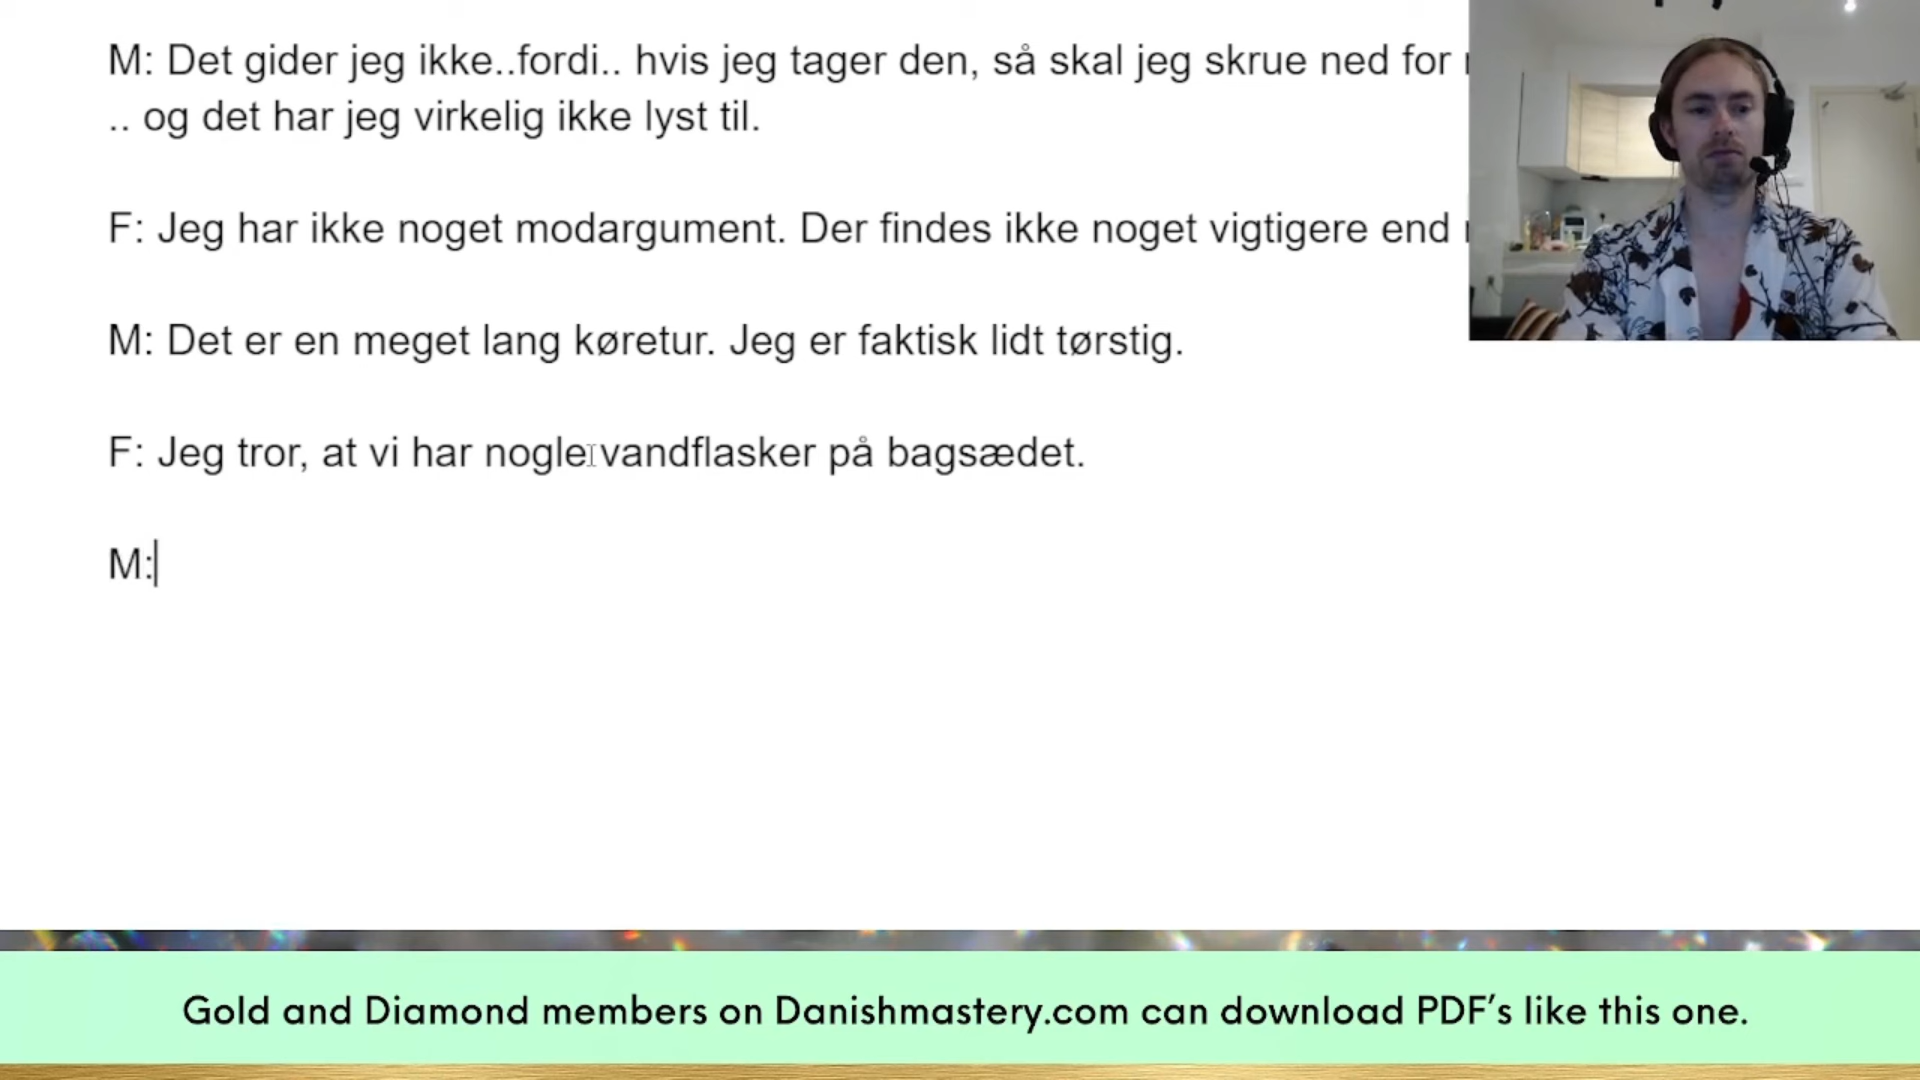 M: Det gider jeg ikke..fordi.. hvis jeg tager den, så skal jeg skrue ned for
.. og det har jeg virkelig ikke lyst til.
F: Jeg har ikke noget modargument. Der findes ikke noget vigtigere end
M: Det er en meget lang køretur. Jeg er faktisk lidt tørstig.
F: Jeg tror, at vi har nogle vandflasker på bagsædet.
M:
Gold and Diamond members on Danishmastery.com can download PDF’s like this one.